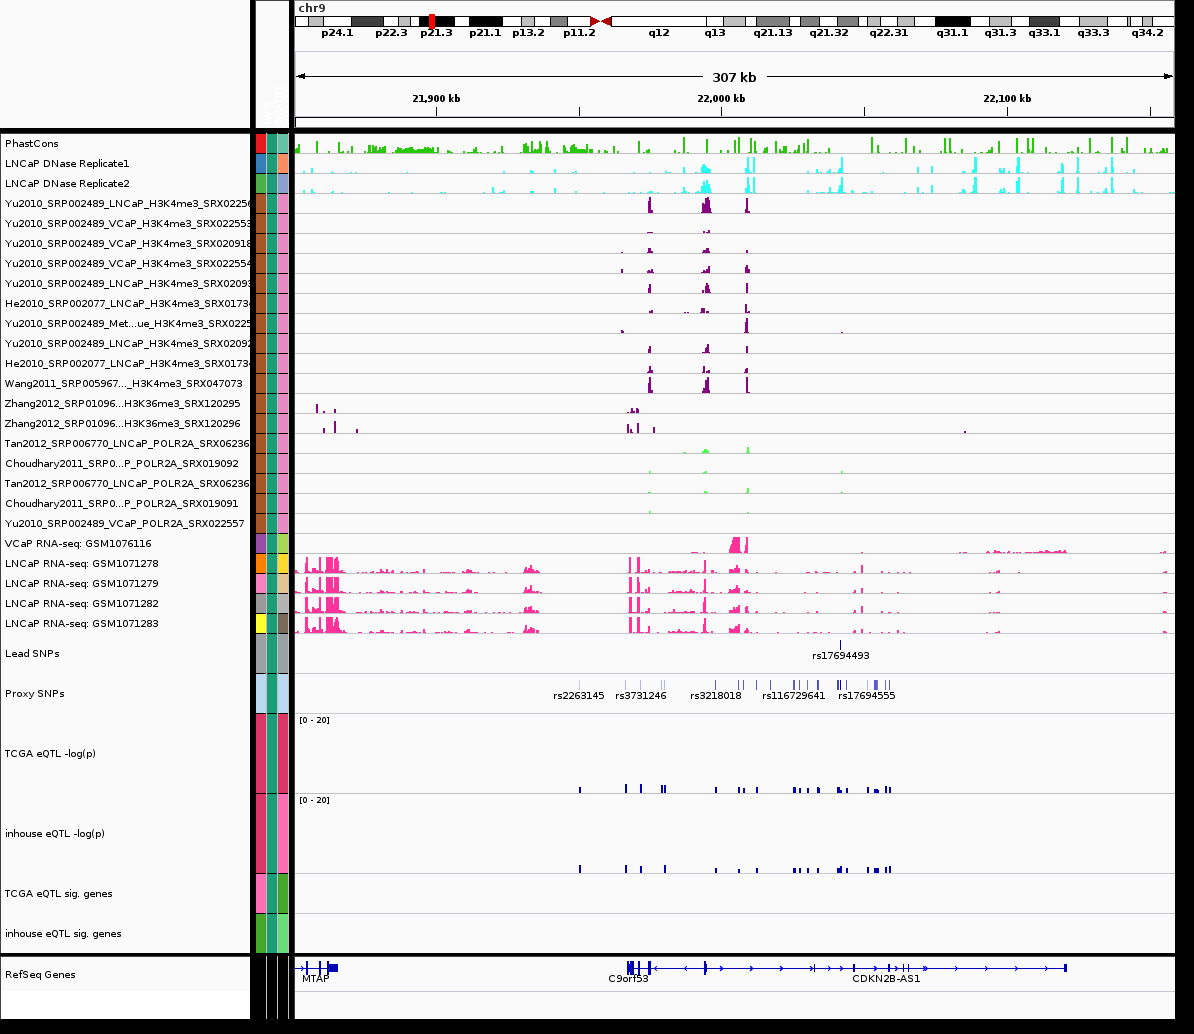 chr9
p24.1 p22.3 p21.3 p21.1 p13.2 p11.2 q12 q13 q21.13 q21.32 q22.31 q31.1 q31.3 q33.1 q33.3 q34.2
307 kb
21,900 kb 22,000 kb 22,100 kb
PhastCons
LNCaP DNase Replicate1
LNCaP DNase Replicate2
Yu2010_SRP002489_LNCaP_H3K4me3_SRX02250
Yu2010_SRP002489_VCaP_H3K4me3_SRX022553
Yu2010_SRP002489_VCaP_H3K4me3_SRX020918
Yu2010_SRP002489_VCaP_H3K4me3_SRX022554
Yu2010_SRP002489_LNCaP_H3K4me3_SRX0209
He2010_SRP002077_LNCaP_H3K4me3_SRX0173
Yu2010_SRP002489_Met...ue_H3K4me3_SRX0225
Yu2010_SRP002489_LNCaP_H3K4me3_SRX02092
He2010_SRP002077_LNCaP_H3K4me3_SRX0173
Wang2011_SRP005967..._H3K4me3_SRX047073
Zhang2012_SRP01096...H3K36me3_SRX120295
Zhang2012_SRP01096...H3K36me3_SRX120296
Tan2012_SRP006770_LNCaP_POLR2A_SRX06236
Choudhary2011_SRP0...P_POLR2A_SRX019092
Tan2012_SRP006770_LNCaP_POLR2A_SRX06236
Choudhary2011_SRP0...P_POLR2A_SRX019091
Yu2010_SRP002489_VCaP_POLR2A_SRX022557
VCaP RNA-seq: GSM1076116
LNCaP RNA-seq: GSM1071278
LNCaP RNA-seq: GSM1071279
LNCaP RNA-seq: GSM1071282
LNCaP RNA-seq: GSM1071283
Lead SNPs rs17694493
Proxy SNPs rs2263145 rs3731246 rs3218018 rs116729641 rs17694555
[0 - 20]
TCGA eQTL -log(p)
[0 - 20]
inhouse eQTL -log(p)
TCGA eQTL sig. genes
inhouse eQTL sig. genes
RefSeq Genes
MTAP C9orf53 CDKN2B-AS1